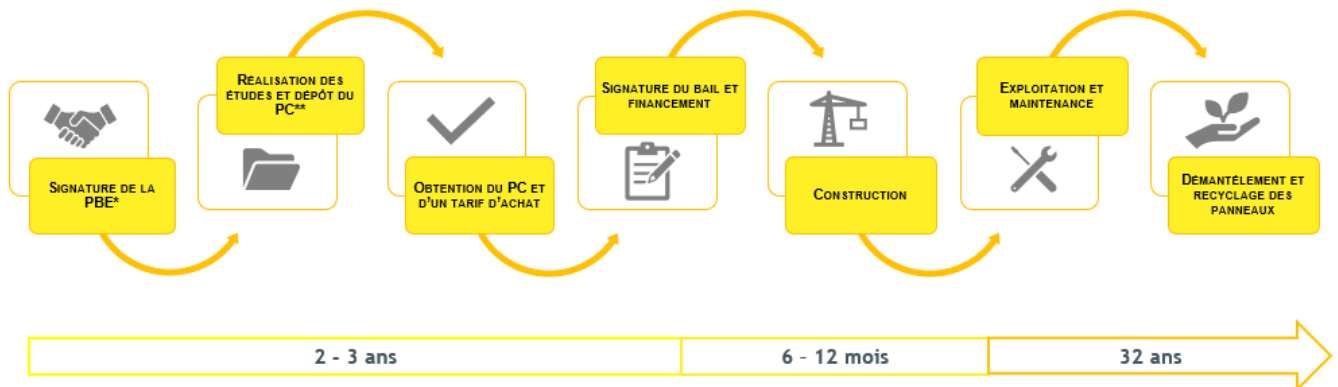 SIGNATURE DE LA
PBE*
RÉALISATION DES
ÉTUDES ET DÉPÔT DU
PC**
OBTENTION DU PC ET
D'UN TARIF D'ACHAT
SIGNATURE DU BAIL ET
FINANCEMENT
CONSTRUCTION
EXPLOITATION ET
MAINTENANCE
DÉMANTÉLEMENT ET
RECYCLAGE DES
PANNEAUX
2 - 3 ans
6 - 12 mois
32 ans